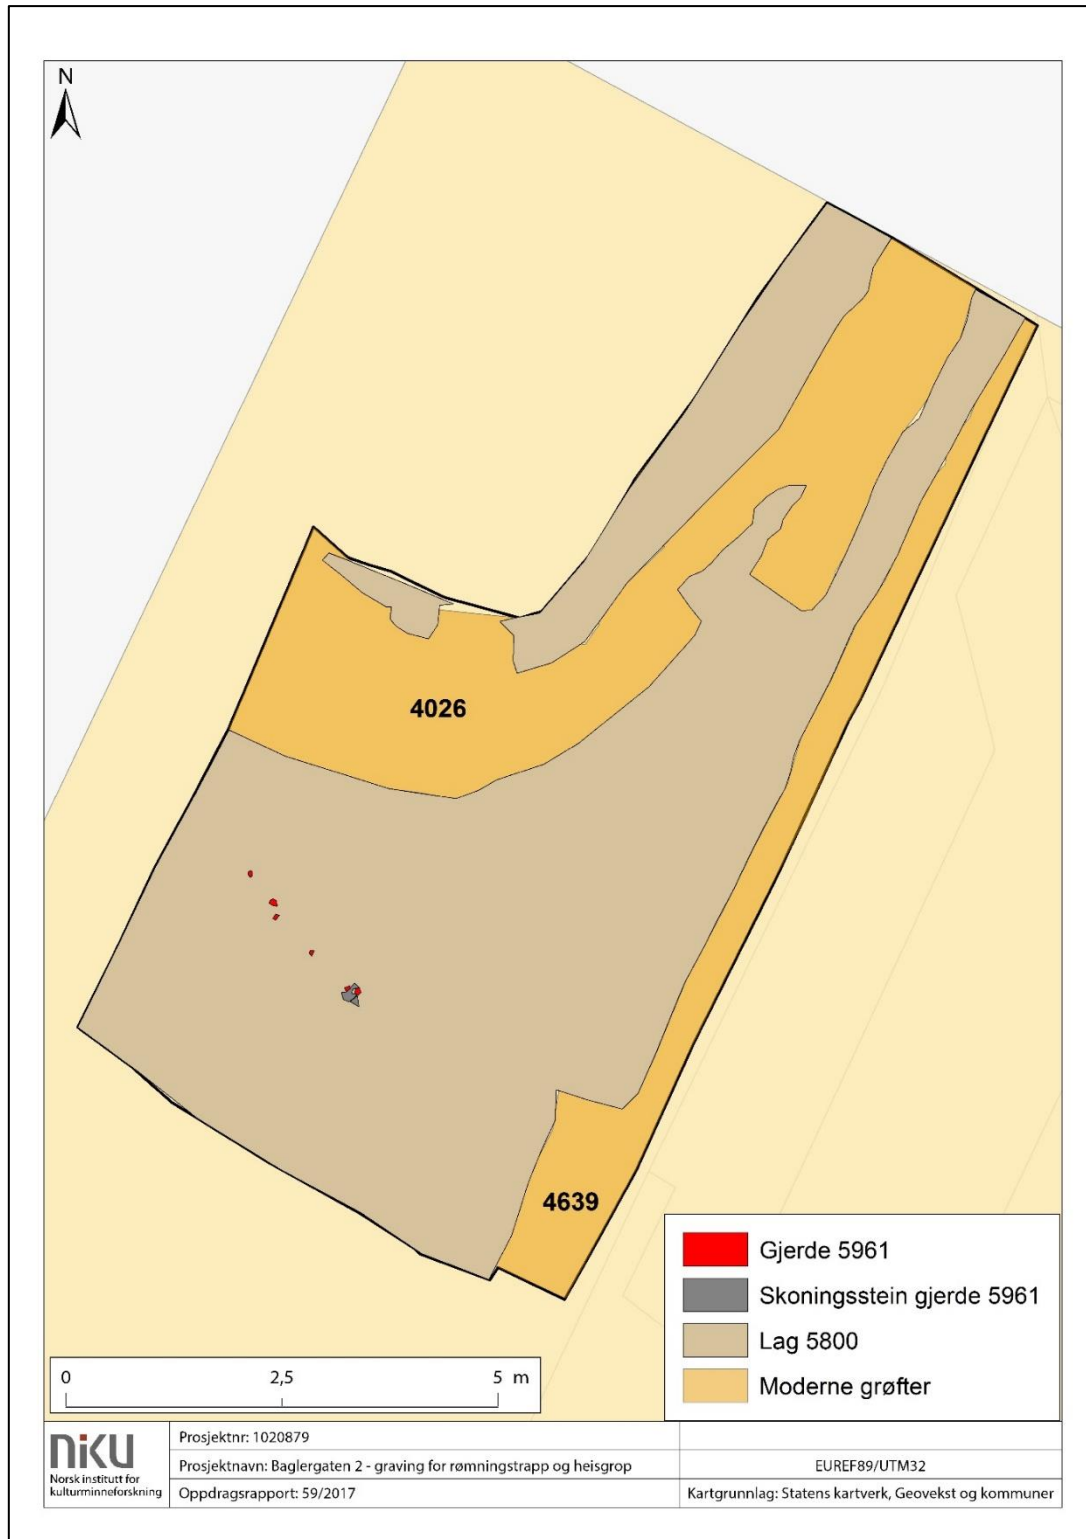 N
4026
4639
Gjerde 5961
Skoningsstein gjerde 5961
Lag 5800
Moderne grøfter
0 2,5 5 m
NIKU
Norsk institutt for
kulturminneforskning
Prosjektnr: 1020879
Prosjektnavn: Baglergaten 2 - graving for rømningstrapp og heisgrop
EUREF89/UTM32
Oppdragsrapport: 59/2017
Kartgrunnlag: Statens kartverk, Geovekst og kommuner